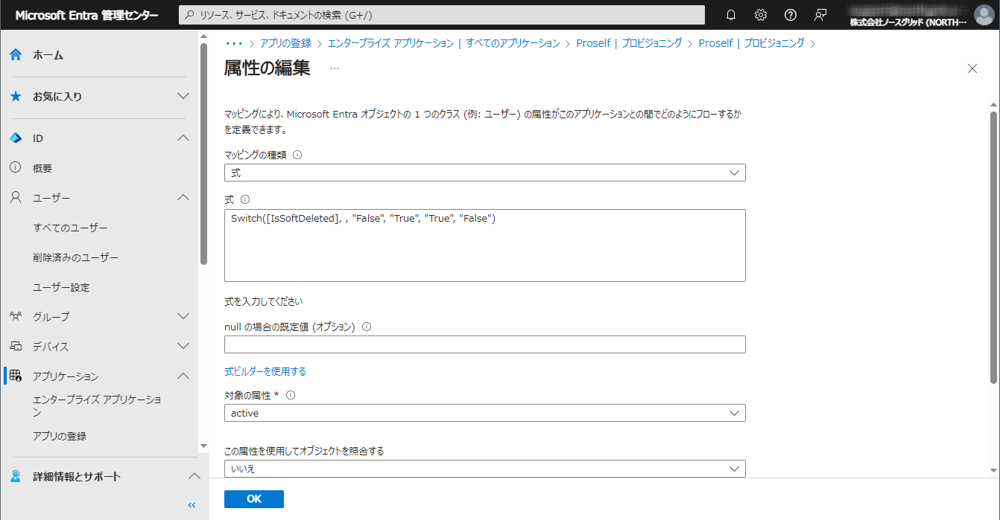 Microsoft Entra 管理センター
リソース、サービス、ドキュメントの検索 (G+/)
株式会社ノースグリッド (NORTH...
ホーム
お気に入り
ID
概要
ユーザー
すべてのユーザー
削除済みのユーザー
ユーザー設定
グループ
デバイス
アプリケーション
エンタープライズ アプリケーショ
ン
アプリの登録
詳細情報とサポート
«
··· > アプリの登録 > エンタープライズ アプリケーション | すべてのアプリケーション > Proself | プロビジョニング > Proself | プロビジョニング >
属性の編集 ...
マッピングにより、Microsoft Entra オブジェクトの 1 つのクラス (例: ユーザー) の属性がこのアプリケーションとの間でどのようにフローするか
を定義できます。
マッピングの種類
式
式
Switch([IsSoftDeleted], , "False", "True", "True", "False")
式を入力してください
null の場合の既定値 (オプション)
式ビルダーを使用する
対象の属性 *
active
この属性を使用してオブジェクトを照合する
いいえ
OK